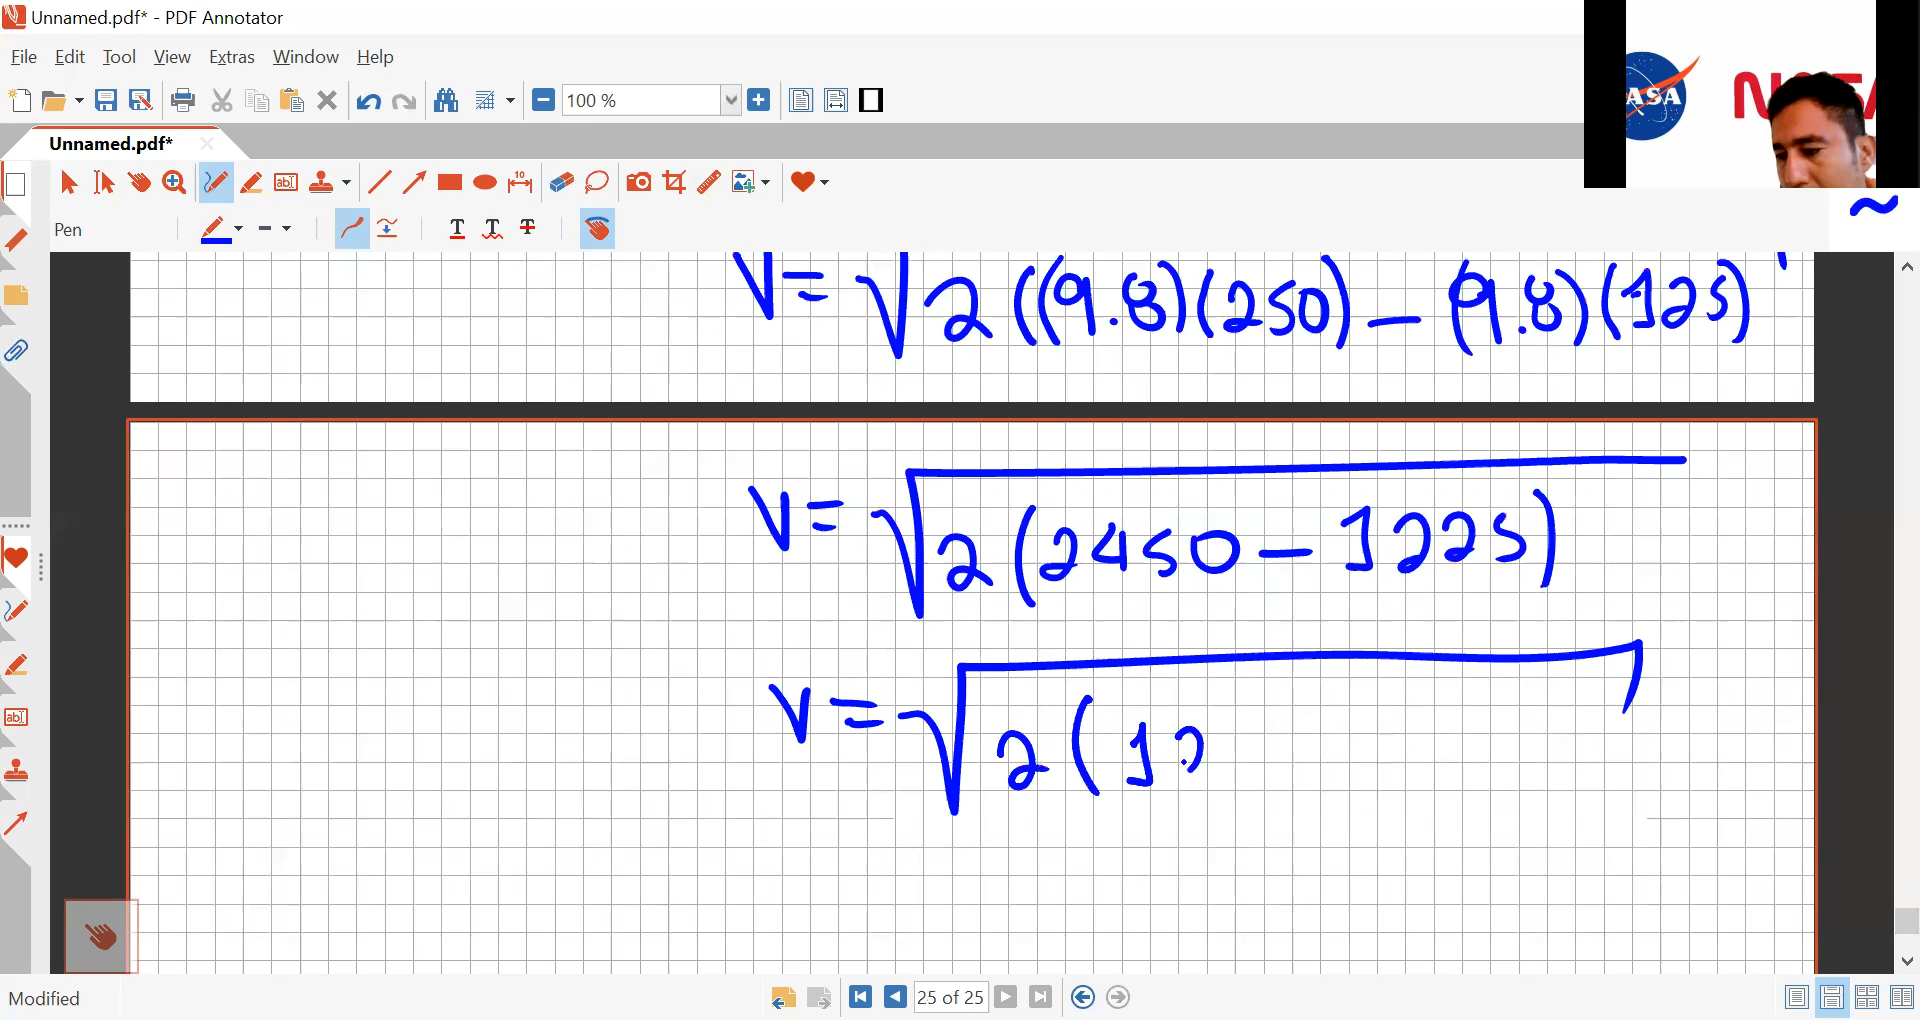 Unnamed.pdf* - PDF Annotator
File Edit Tool View Extras Window Help
100 %
Unnamed.pdf*
Pen
V = √2((9.8)(250) - (9.8)(125)
V = √2(2450 - 1225)
V = √2(1
25 of 25
Modified